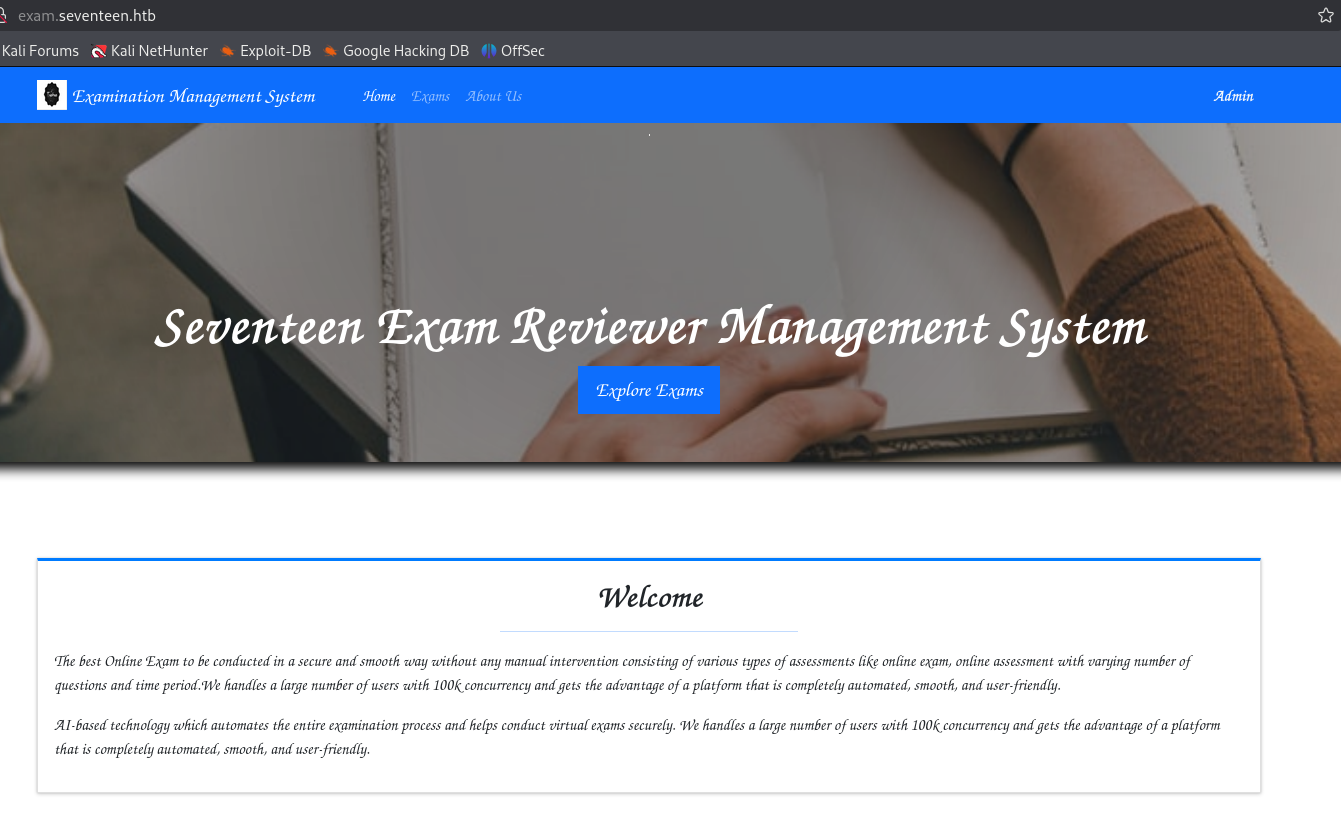 exam.seventeen.htb
Kali Forums Kali NetHunter Exploit-DB Google Hacking DB OffSec
Examination Management System Home Exams About Us Admin
Seventeen Exam Reviewer Management System
Explore Exams
Welcome
The best Online Exam to be conducted in a secure and smooth way without any manual intervention consisting of various types of assessments like online exam, online assessment with varying number of
questions and time period.We handles a large number of users with 100k concurrency and gets the advantage of a platform that is completely automated, smooth, and user-friendly.
AI-based technology which automates the entire examination process and helps conduct virtual exams securely. We handles a large number of users with 100k concurrency and gets the advantage of a platform
that is completely automated, smooth, and user-friendly.